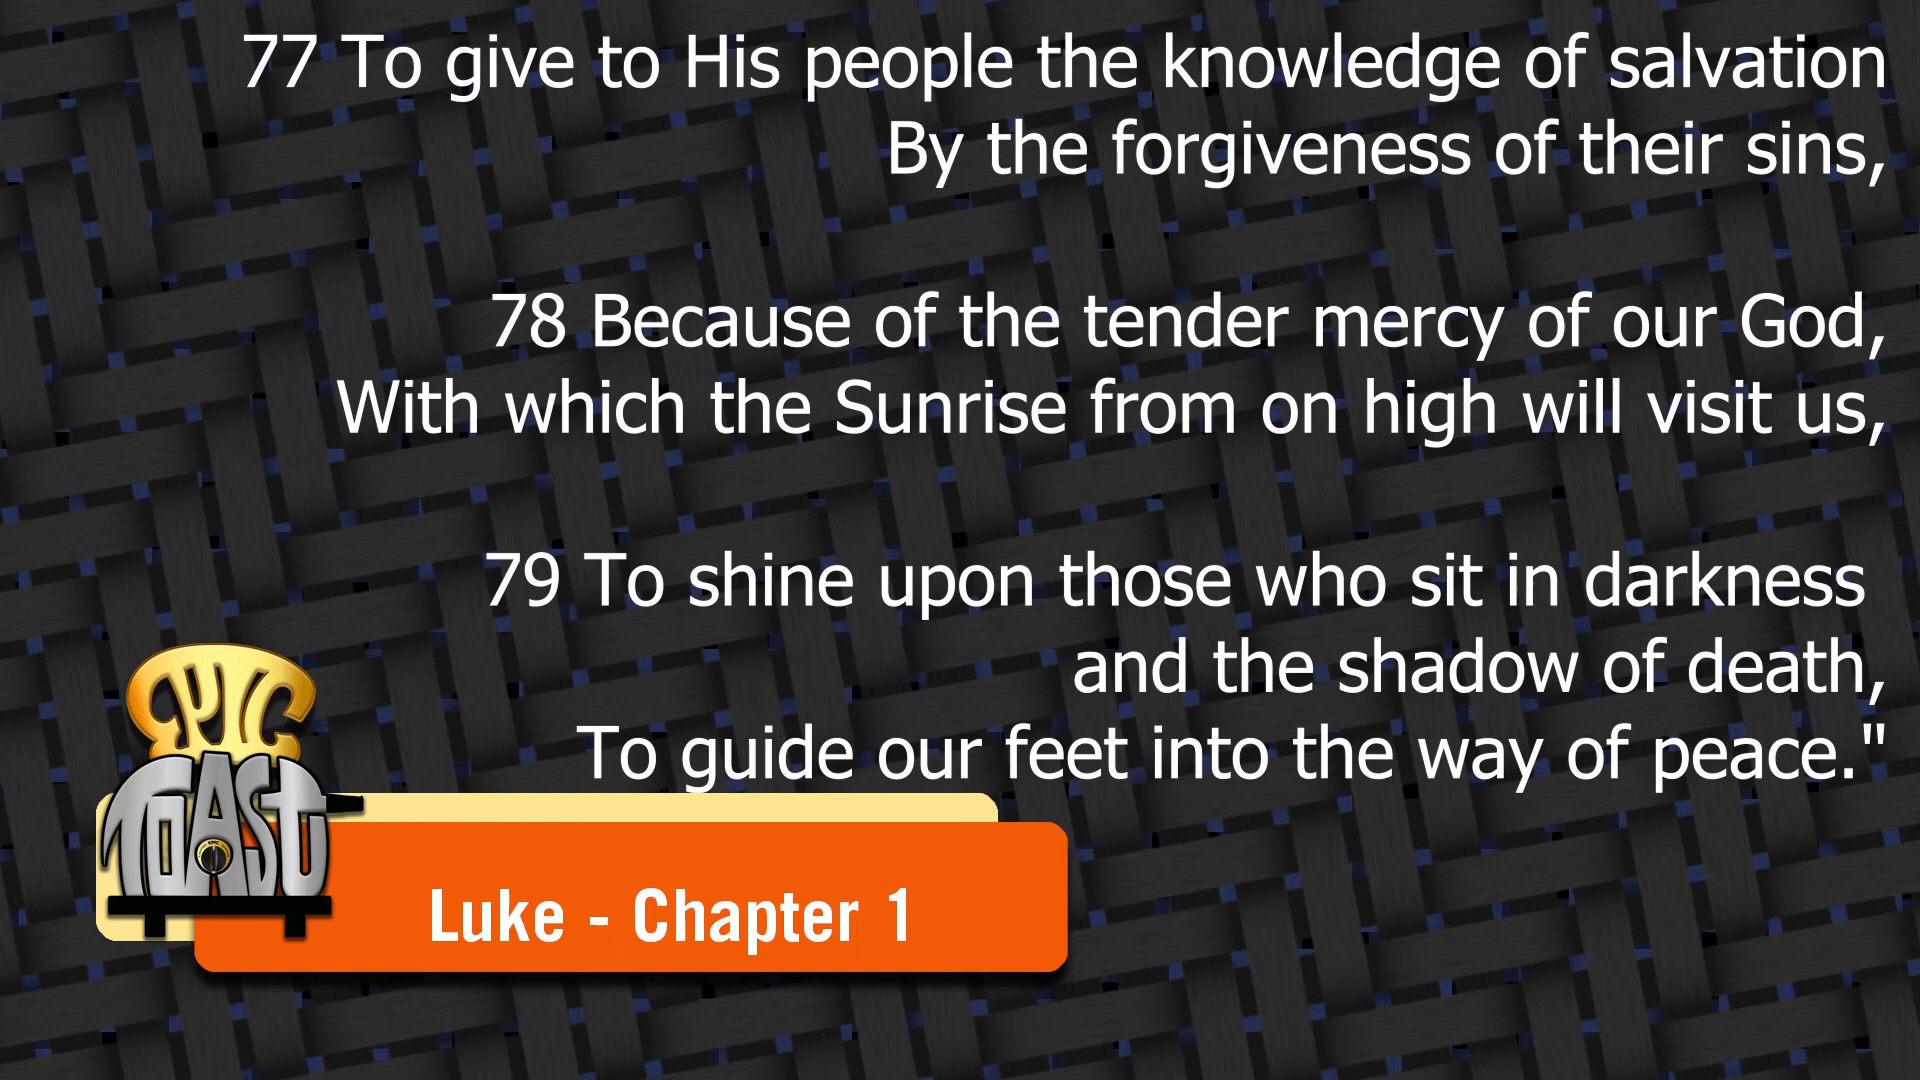 77 To give to His people the knowledge of salvation
By the forgiveness of their sins,
78 Because of the tender mercy of our God,
With which the Sunrise from on high will visit us,
79 To shine upon those who sit in darkness
and the shadow of death,
To guide our feet into the way of peace."
EPIC
TOAST
Luke - Chapter 1